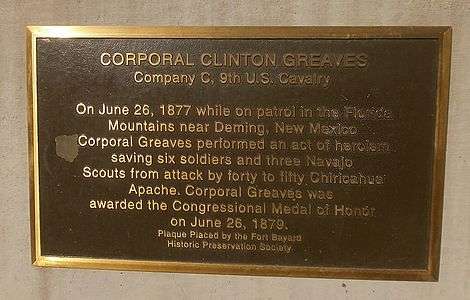 CORPORAL CLINTON GREAVES
Company C, 9th U.S. Cavalry
On June 26, 1877 while on patrol in the Florida
Mountains near Deming, New Mexico
Corporal Greaves performed an act of heroism
saving six soldiers and three Navajo
Scouts from attack by forty to fifty Chiricahua
Apache. Corporal Greaves was
awarded the Congressional Medal of Honor
on June 26, 1879.
Plaque Placed by the Fort Bayard
Historic Preservation Society